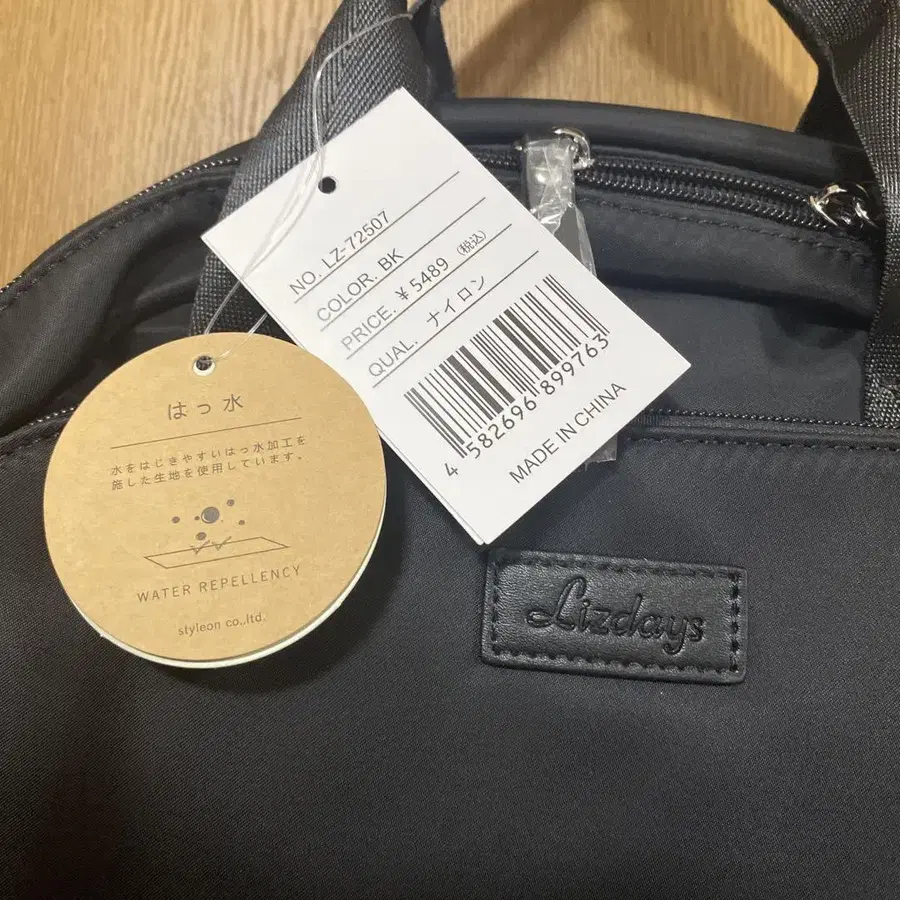 NO. LZ-72507
COLOR. BK
PRICE. ¥5489 (税込)
QUAL. ナイロン
4 582696 899763
MADE IN CHINA
はっ水
水をはじきやすいはっ水加工を
施した生地を使用しています。
WATER REPELLENCY
styleon co.,ltd.
Lizdays